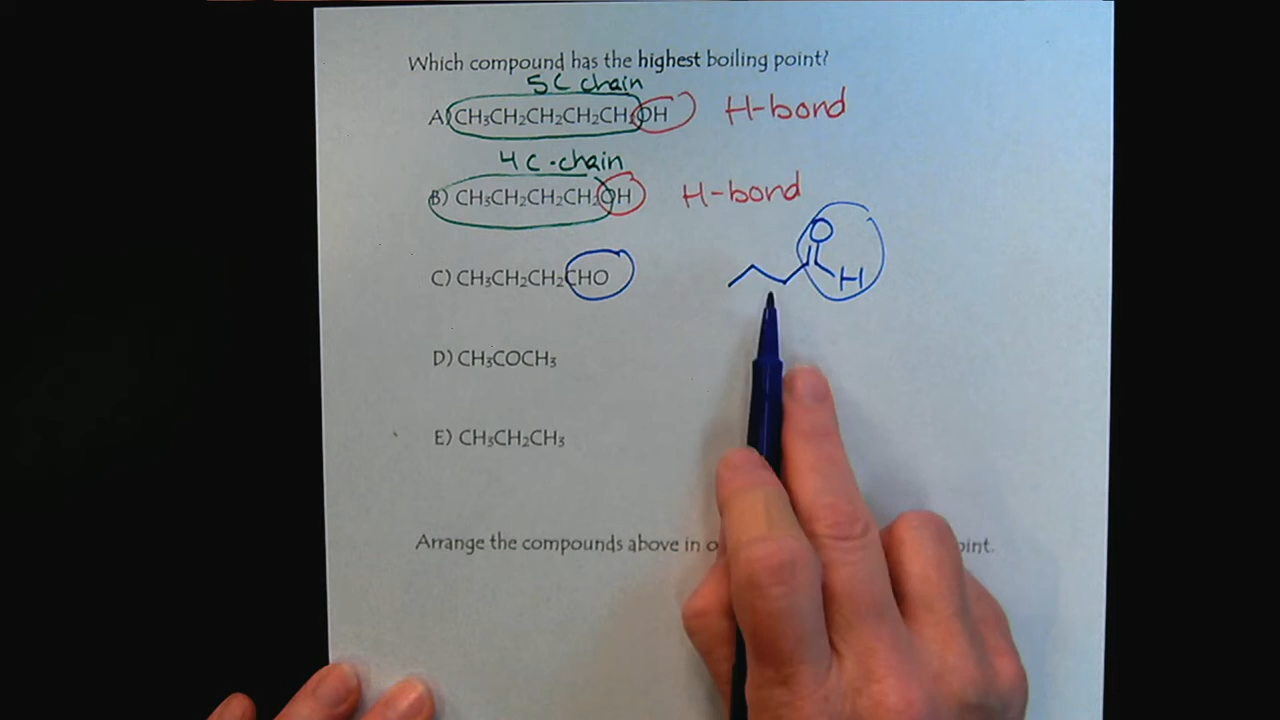 Which compound has the highest boiling point?
5C chain
A) CH₃CH₂CH₂CH₂CH₂OH H-bond
4C-chain
B) CH₃CH₂CH₂CH₂OH H-bond
C) CH₃CH₂CH₂CHO
O
H
D) CH₃COCH₃
E) CH₃CH₂CH₃
Arrange the compounds above in